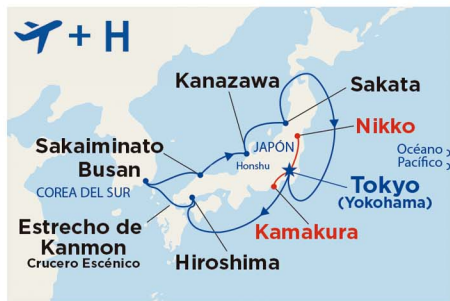 + H
Kanazawa
Sakata
Nikko
Sakaiminato
JAPÓN
Honshu
Océano
Pacífico
Busan
COREA DEL SUR
Tokyo
(Yokohama)
Estrecho de
Kanmon
Crucero Escénico
Kamakura
Hiroshima